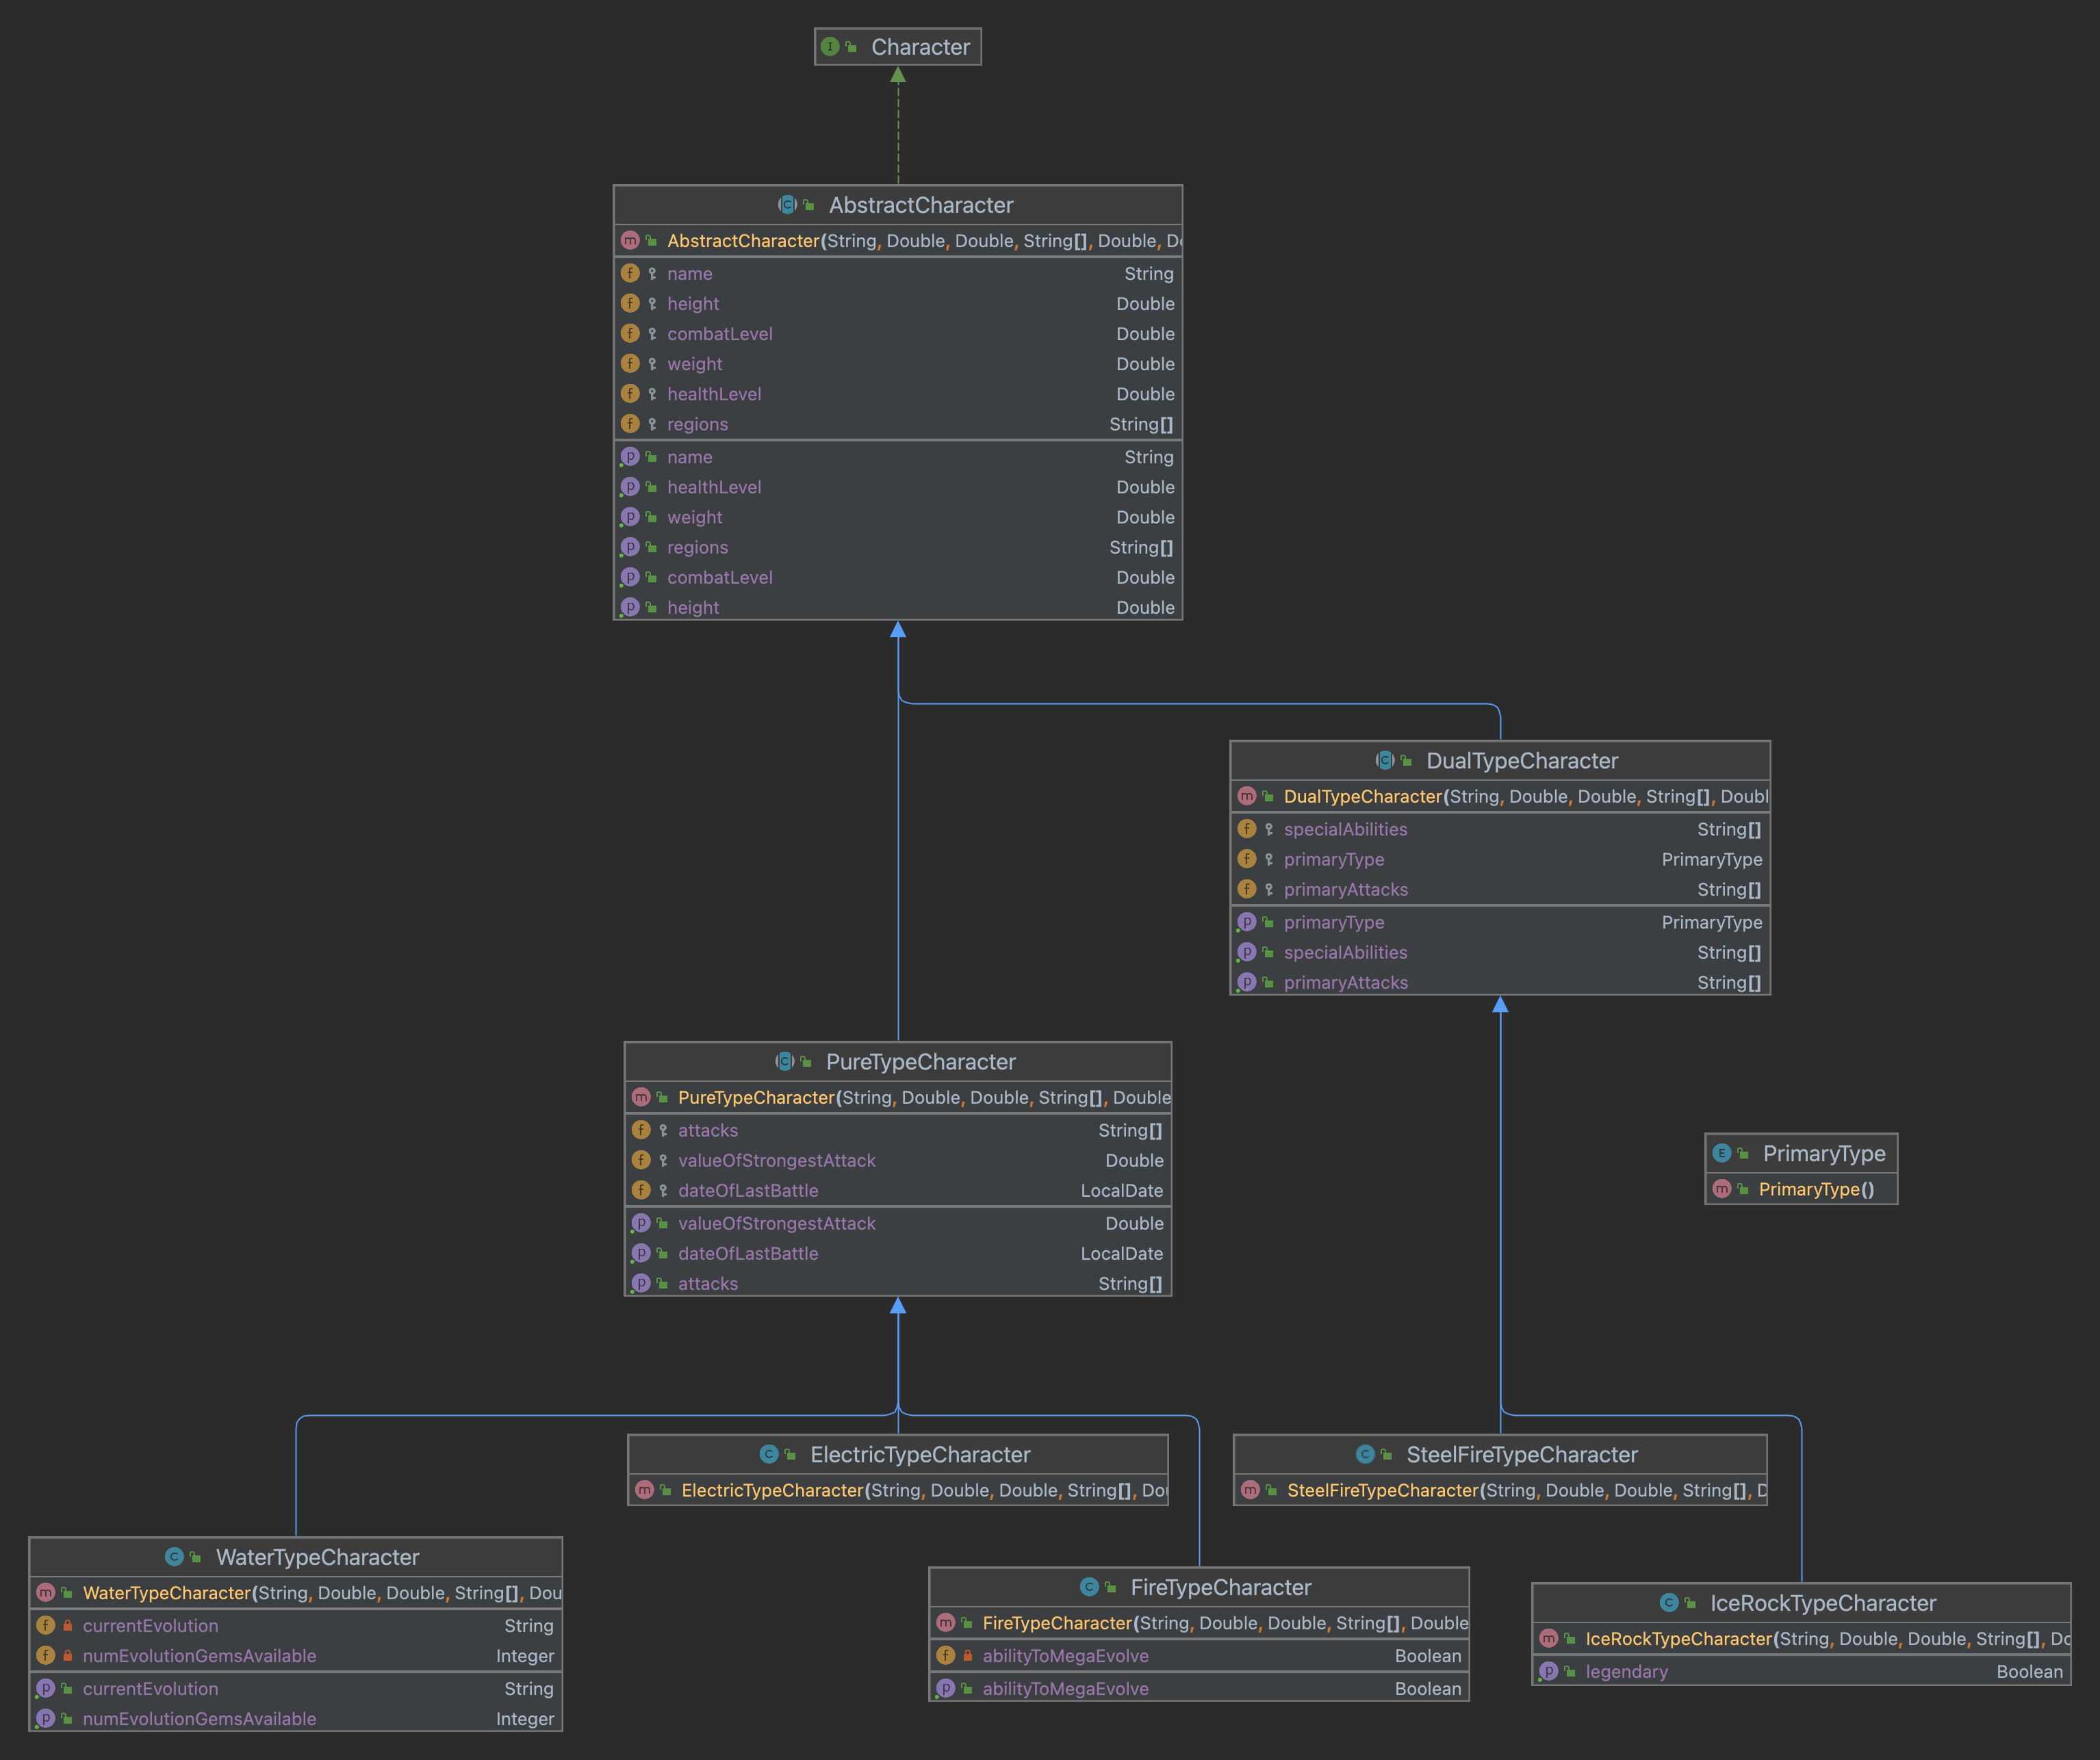 Character
AbstractCharacter
AbstractCharacter(String, Double, Double, String[], Double, D
name String
height Double
combatLevel Double
weight Double
healthLevel Double
regions String[]
name String
healthLevel Double
weight Double
regions String[]
combatLevel Double
height Double
DualTypeCharacter
DualTypeCharacter(String, Double, Double, String[], Doubl
specialAbilities String[]
primaryType PrimaryType
primaryAttacks String[]
primaryType PrimaryType
specialAbilities String[]
primaryAttacks String[]
PureTypeCharacter
PureTypeCharacter(String, Double, Double, String[], Double
attacks String[]
valueOfStrongestAttack Double
dateOfLastBattle LocalDate
valueOfStrongestAttack Double
dateOfLastBattle LocalDate
attacks String[]
PrimaryType
PrimaryType()
ElectricTypeCharacter
ElectricTypeCharacter(String, Double, Double, String[], Dou
SteelFireTypeCharacter
SteelFireTypeCharacter(String, Double, Double, String[], D
WaterTypeCharacter
WaterTypeCharacter(String, Double, Double, String[], Dou
currentEvolution String
numEvolutionGemsAvailable Integer
currentEvolution String
numEvolutionGemsAvailable Integer
FireTypeCharacter
FireTypeCharacter(String, Double, Double, String[], Double
abilityToMegaEvolve Boolean
abilityToMegaEvolve Boolean
IceRockTypeCharacter
IceRockTypeCharacter(String, Double, Double, String[], Do
legendary Boolean